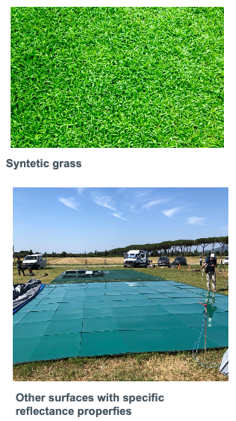 Syntetic grass
Other surfaces with specific
reflectance properfies